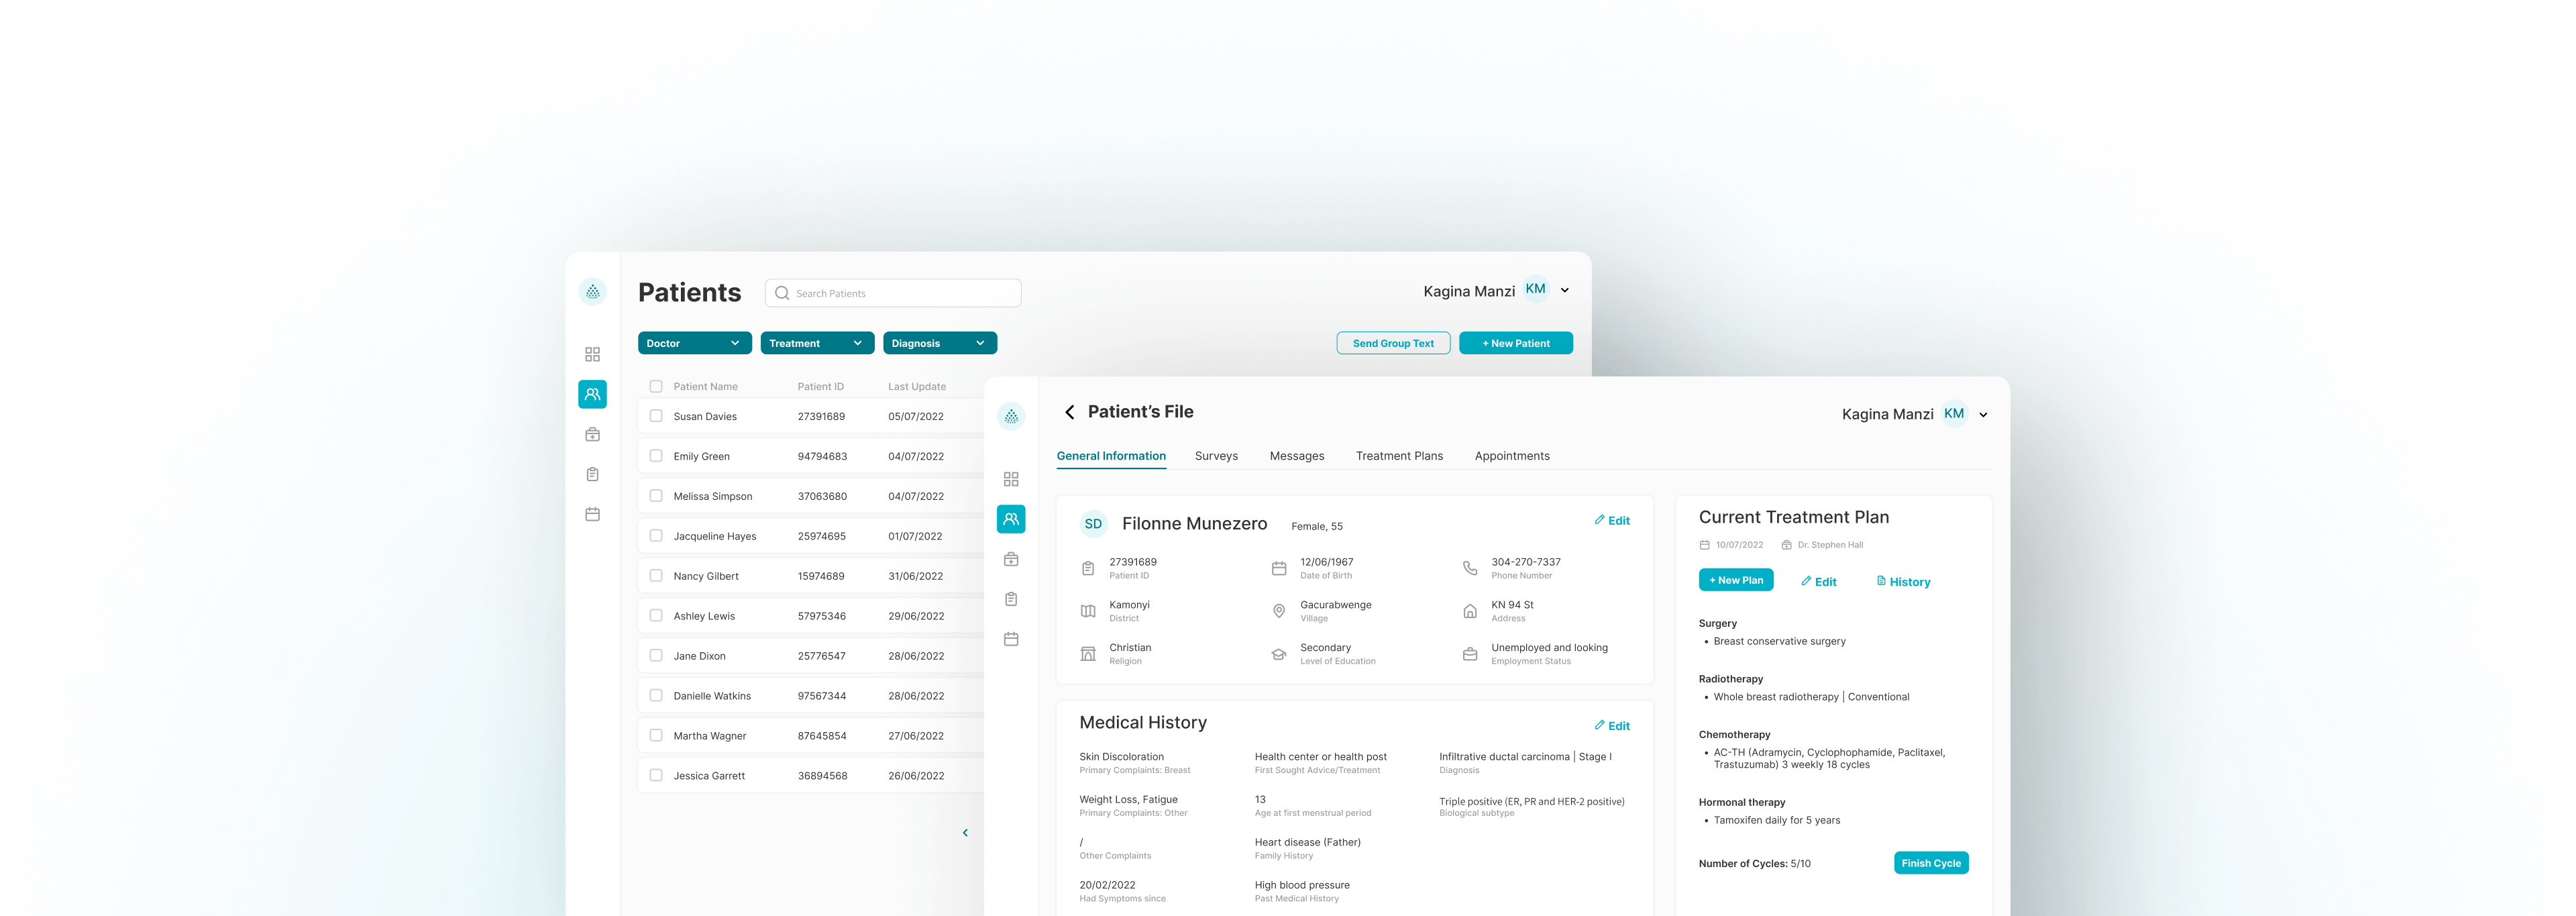 Patients
Search Patients
Kagina Manzi KM
Doctor
Treatment
Diagnosis
Send Group Text
+ New Patient
Patient Name Patient ID Last Update
Susan Davies 27391689 05/07/2022
Emily Green 94794683 04/07/2022
Melissa Simpson 37063680 04/07/2022
Jacqueline Hayes 25974695 01/07/2022
Nancy Gilbert 15974689 31/06/2022
Ashley Lewis 57975346 29/06/2022
Jane Dixon 25776547 28/06/2022
Danielle Watkins 97567344 28/06/2022
Martha Wagner 87645854 27/06/2022
Jessica Garrett 36894568 26/06/2022
Patient’s File
Kagina Manzi KM
General Information Surveys Messages Treatment Plans Appointments
SD Filonne Munezero Female, 55 Edit
27391689 12/06/1967 304-270-7337
Patient ID Date of Birth Phone Number
Kamonyi Gacurabwenge KN 94 St
District Village Address
Christian Secondary Unemployed and looking
Religion Level of Education Employment Status
Medical History Edit
Skin Discoloration Health center or health post Infiltrative ductal carcinoma | Stage I
Primary Complaints: Breast First Sought Advice/Treatment Diagnosis
Weight Loss, Fatigue 13 Triple positive (ER, PR and HER-2 positive)
Primary Complaints: Other Age at first menstrual period Biological subtype
/ Heart disease (Father)
Other Complaints Family History
20/02/2022 High blood pressure
Had Symptoms since Past Medical History
Current Treatment Plan
10/07/2022 Dr. Stephen Hall
+ New Plan Edit History
Surgery
• Breast conservative surgery
Radiotherapy
• Whole breast radiotherapy | Conventional
Chemotherapy
• AC-TH (Adramycin, Cyclophophamide, Paclitaxel,
Trastuzumab) 3 weekly 18 cycles
Hormonal therapy
• Tamoxifen daily for 5 years
Number of Cycles: 5/10 Finish Cycle